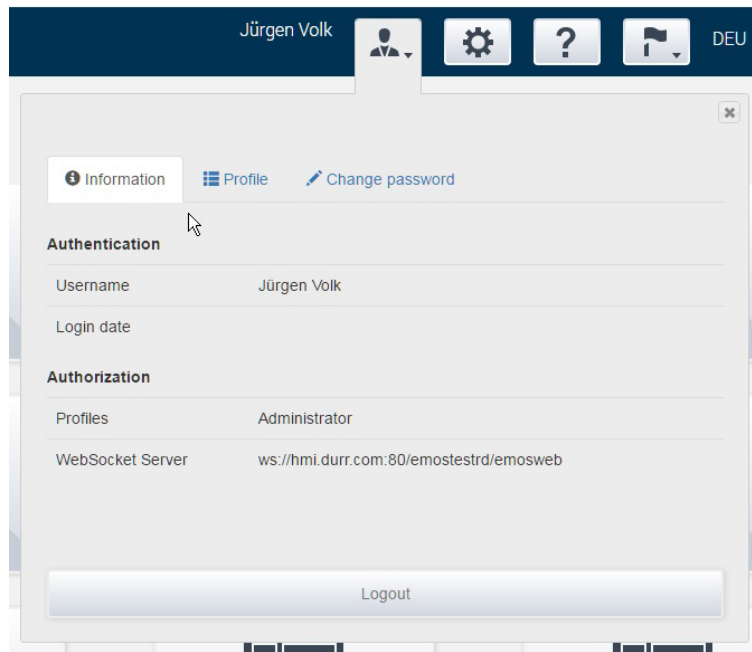 Jürgen Volk
?
DEU
Information Profile Change password
Authentication
Username Jürgen Volk
Login date
Authorization
Profiles Administrator
WebSocket Server ws://hmi.durr.com:80/emostestrd/emosweb
Logout